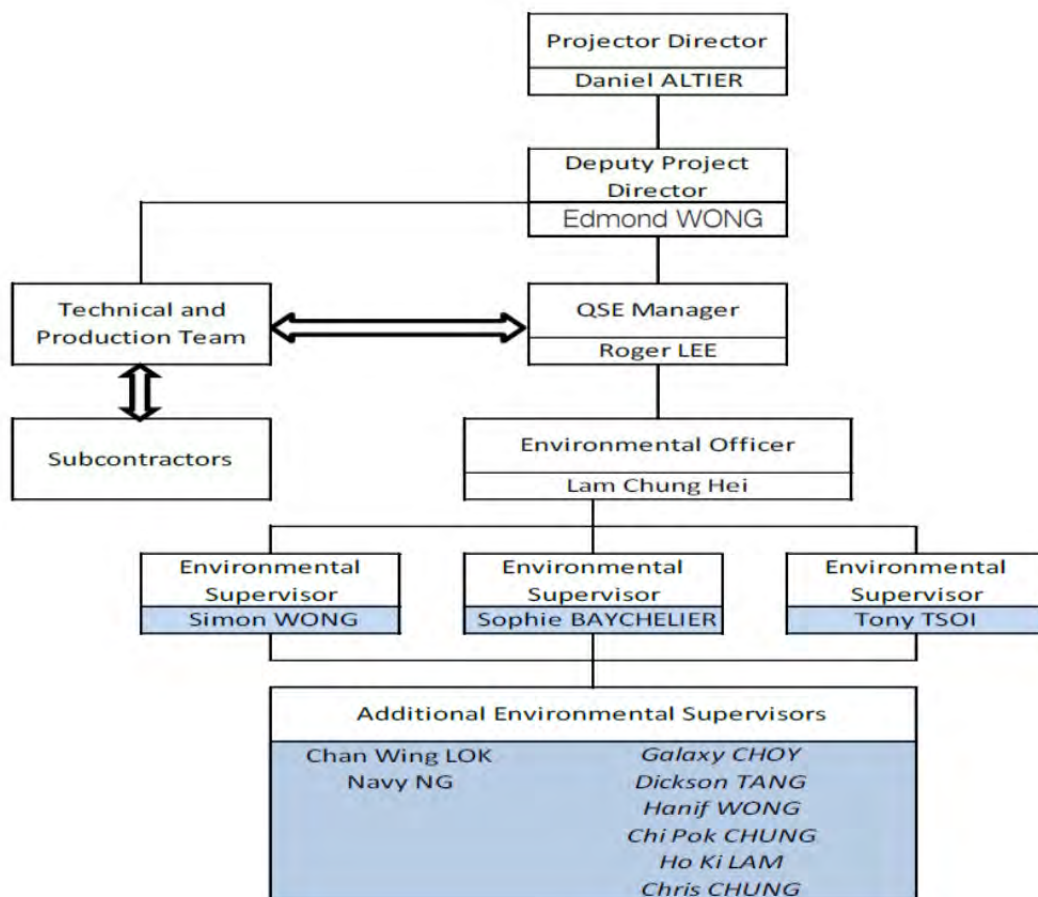 Projector Director
Daniel ALTIER
Deputy Project
Director
Edmond WONG
Technical and
Production Team
QSE Manager
Roger LEE
Subcontractors
Environmental Officer
Lam Chung Hei
Environmental
Supervisor
Simon WONG
Environmental
Supervisor
Sophie BAYCHELIER
Environmental
Supervisor
Tony TSOI
Additional Environmental Supervisors
Chan Wing LOK
Navy NG
Galaxy CHOY
Dickson TANG
Hanif WONG
Chi Pok CHUNG
Ho Ki LAM
Chris CHUNG